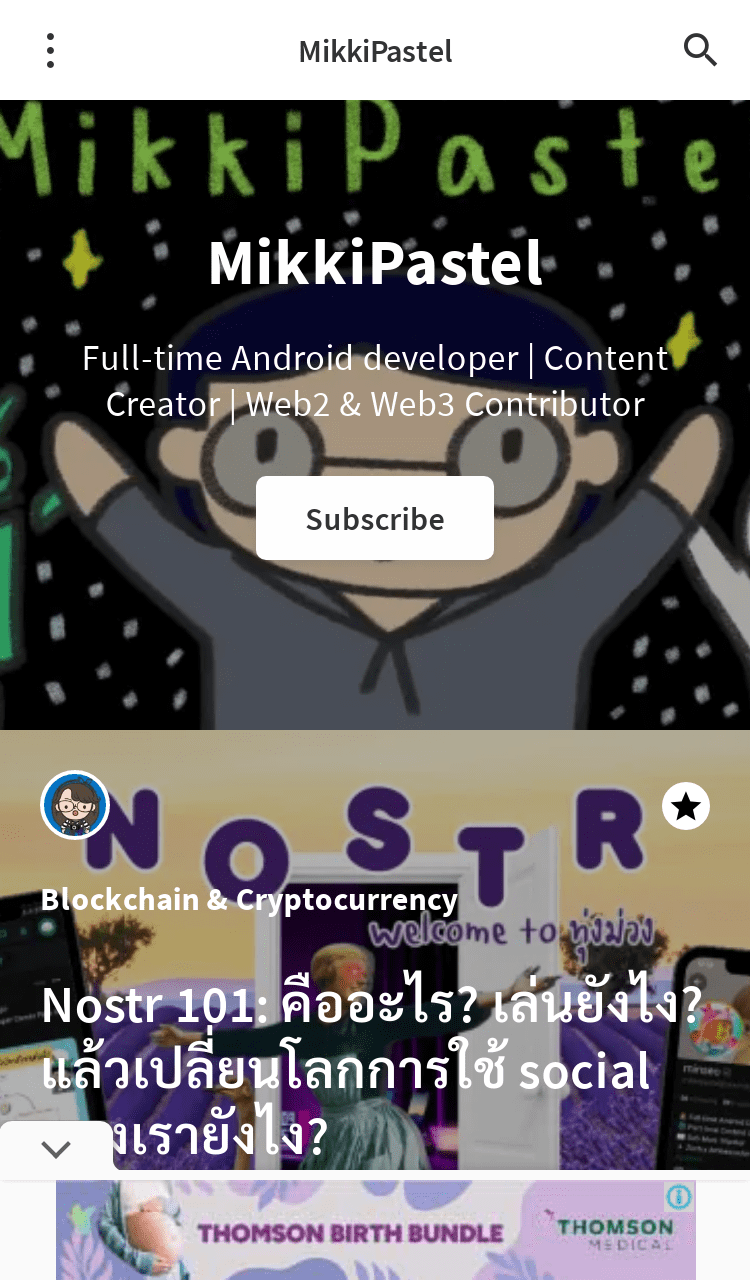 MikkiPastel
MikkiPaste
MikkiPastel
Full-time Android developer | Content
Creator | Web2 & Web3 Contributor
Subscribe
NOSTR
Blockchain & Cryptocurrency
welcome to ทุ่งม่วง
Nostr 101: คืออะไร? เล่นยังไง?
แล้วเปลี่ยนโลกการใช้ social
งเรายังไง?
THOMSON BIRTH BUNDLE
THOMSON
MEDICAL